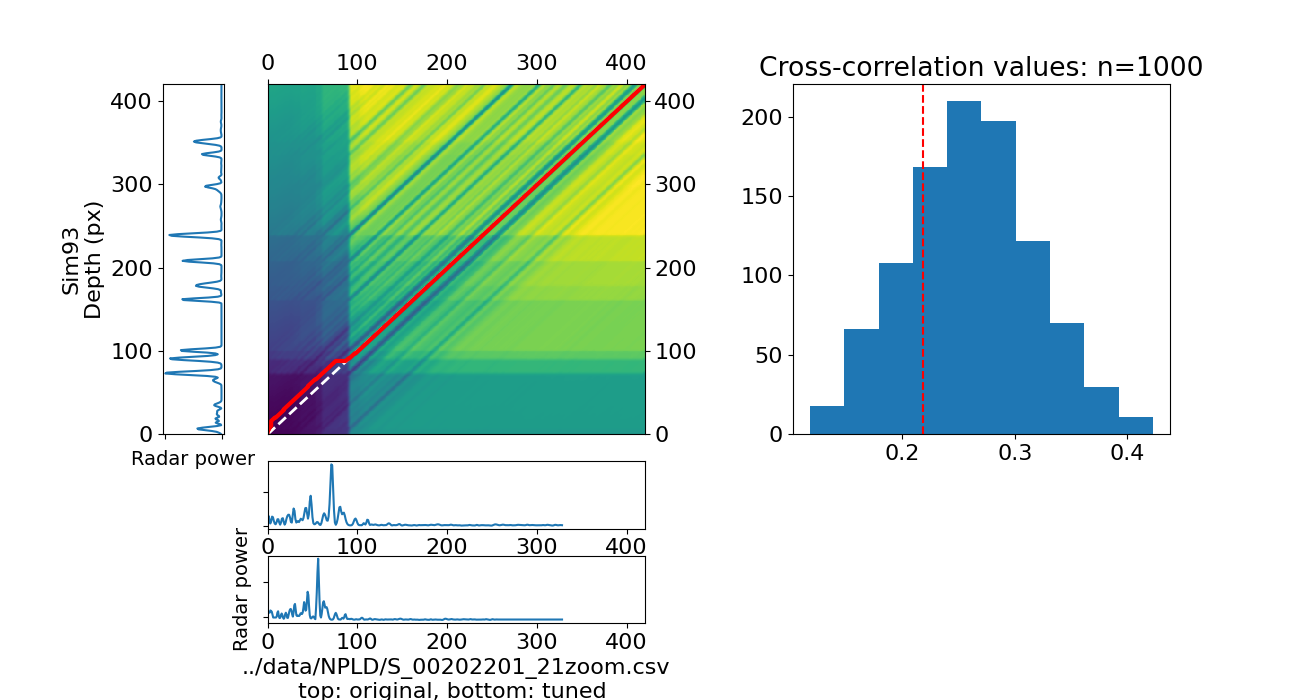 0 100 200 300 400
Cross-correlation values: n=1000
400
300
200
100
0
Sim93
Depth (px)
Radar power
400
300
200
100
0
200
150
100
50
0
0.2 0.3 0.4
0 100 200 300 400
Radar power
0 100 200 300 400
../data/NPLD/S_00202201_21zoom.csv
top: original, bottom: tuned